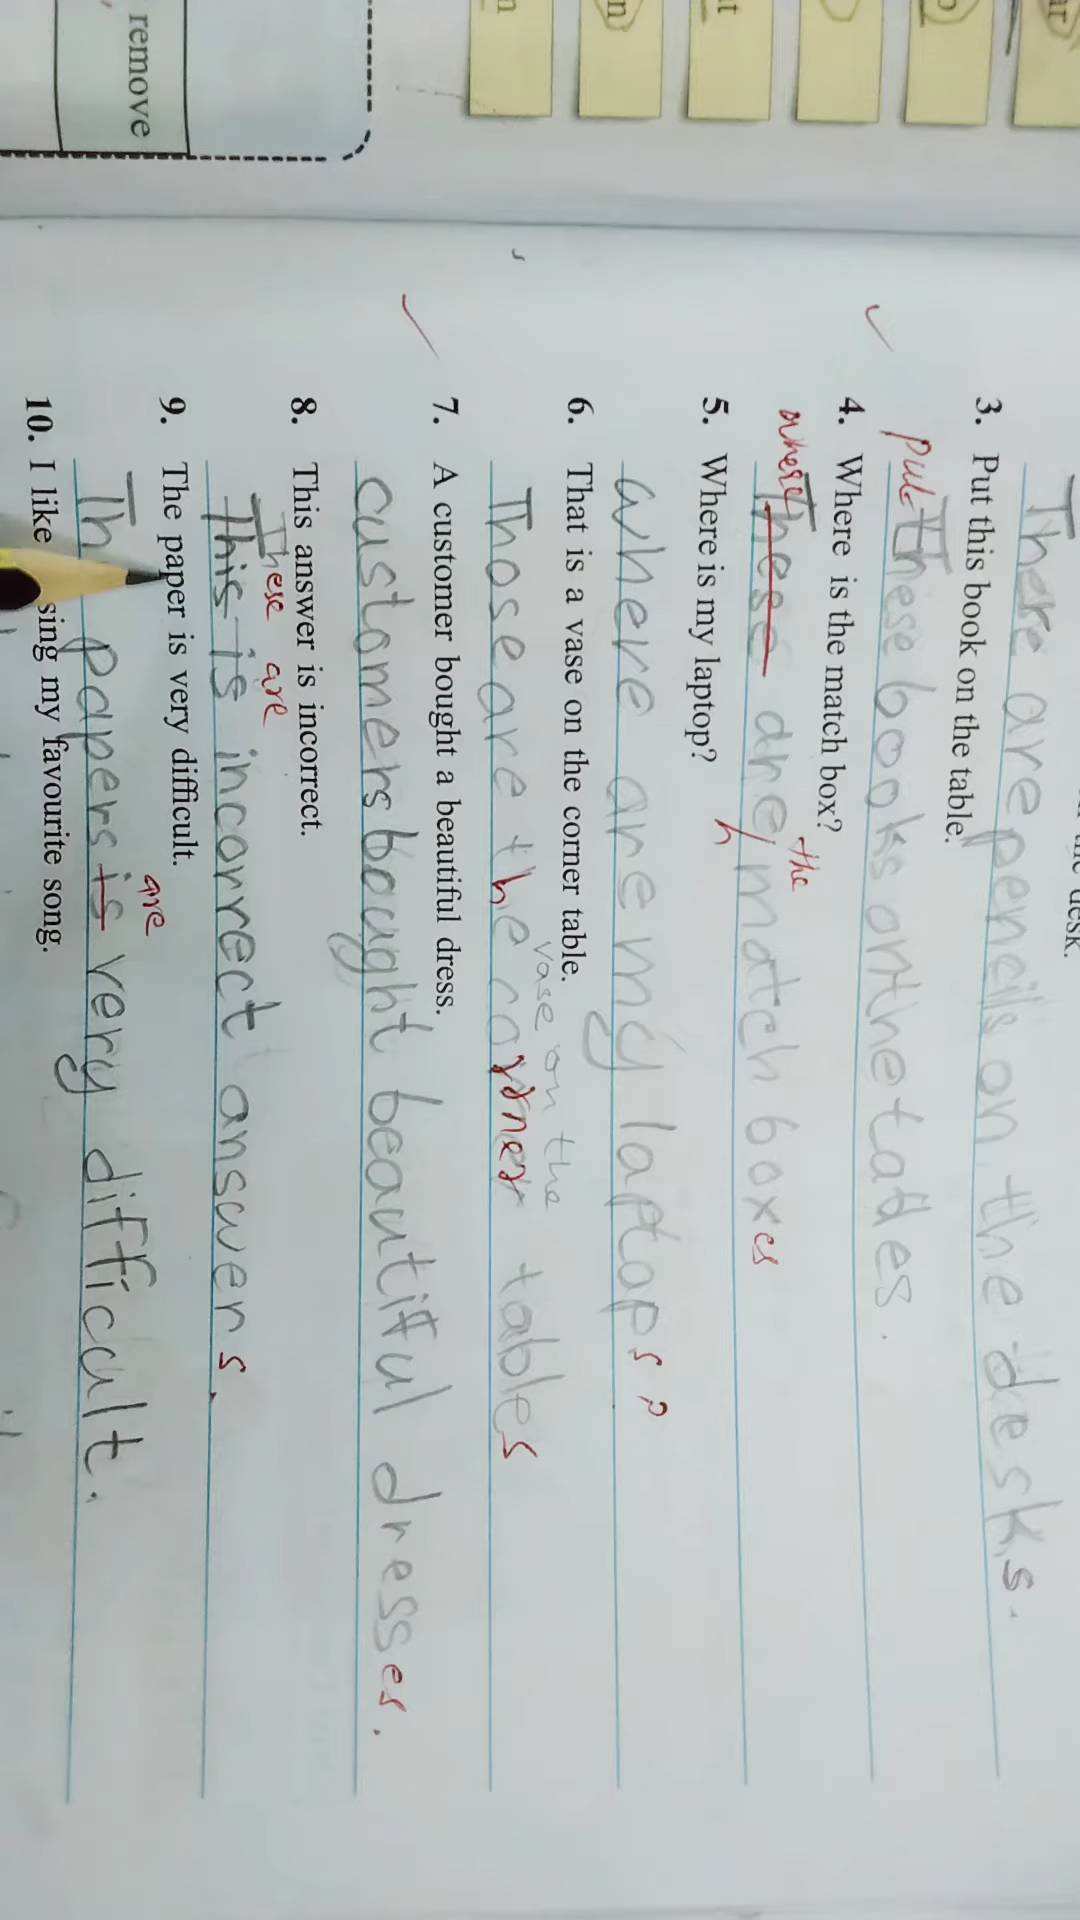 remove
the desk.
There are pencils on the desks.
3. Put this book on the table.
put These books on the tables.
4. Where is the match box?
where These are / the match boxes
5. Where is my laptop?
h
where are my laptops?
6. That is a vase on the corner table.
vase on the
Those are the corner tables
7. A customer bought a beautiful dress.
customers bought beautiful dresses.
8. This answer is incorrect.
These are
This is incorrect answers.
9. The paper is very difficult.
are
Th papers is very difficult.
10. I like sing my favourite song.